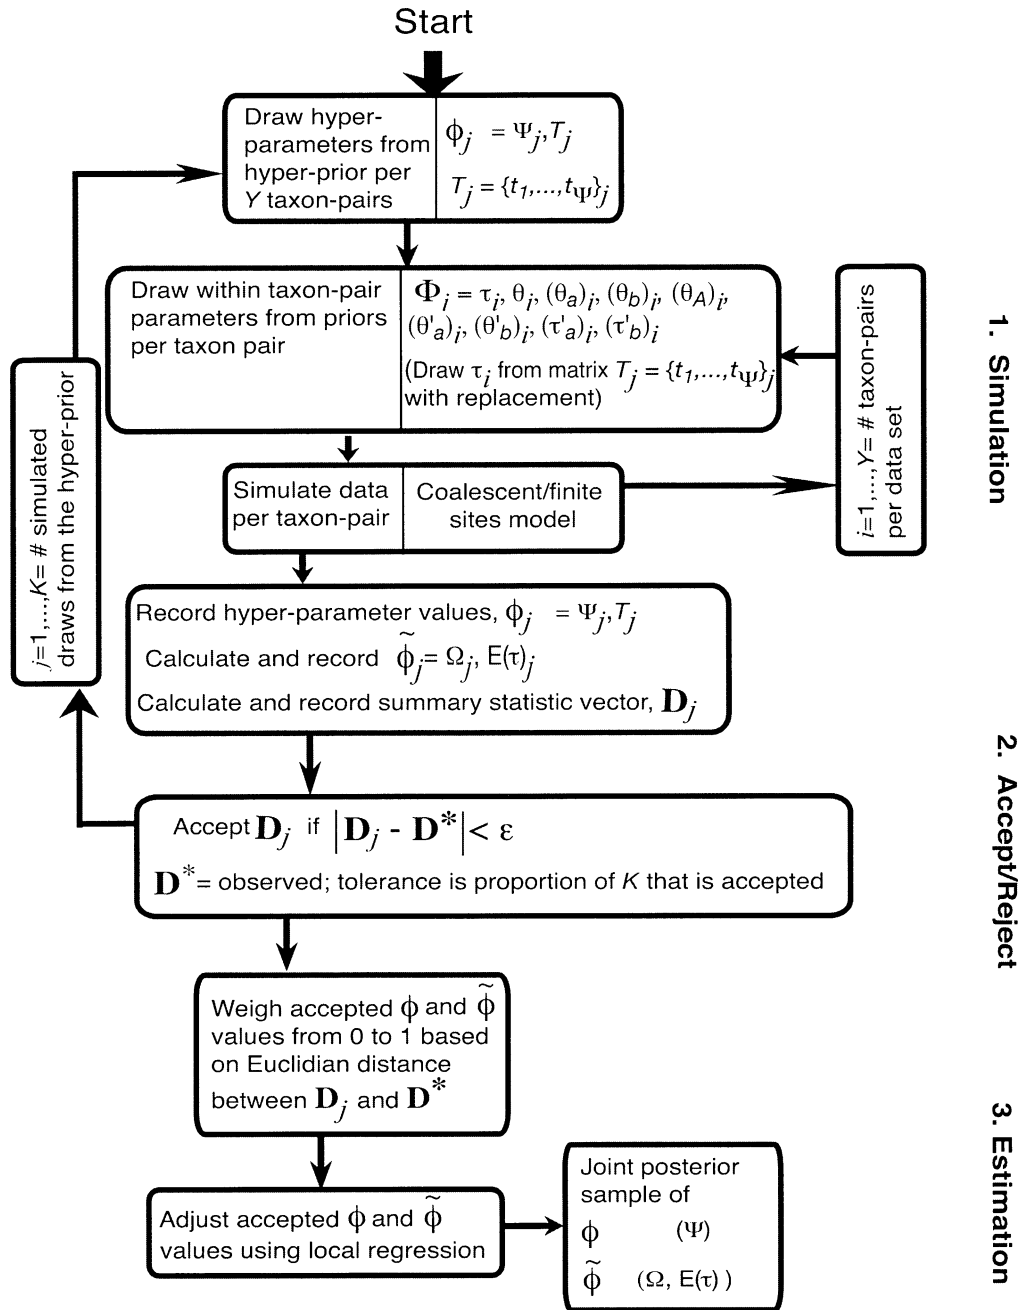 Start
Draw hyper-
parameters from
hyper-prior per
Y taxon-pairs
ϕj = Ψj,Tj
Tj = {t1,...,tΨ}j
Draw within taxon-pair
parameters from priors
per taxon pair
Φi = τi, θi, (θa)i, (θb)i, (θA)i,
(θ'a)i, (θ'b)i, (τ'a)i, (τ'b)i
(Draw τi from matrix Tj = {t1,...,tΨ}j
with replacement)
Simulate data
per taxon-pair
Coalescent/finite
sites model
i=1,...,Y= # taxon-pairs
per data set
j=1,...,K= # simulated
draws from the hyper-prior
Record hyper-parameter values, ϕj = Ψj,Tj
Calculate and record ϕ̃j= Ωj, E(τ)j
Calculate and record summary statistic vector, Dj
Accept Dj if |Dj - D*| < ε
D* = observed; tolerance is proportion of K that is accepted
Weigh accepted ϕ and ϕ̃
values from 0 to 1 based
on Euclidian distance
between Dj and D*
Adjust accepted ϕ and ϕ̃
values using local regression
Joint posterior
sample of
ϕ (Ψ)
ϕ̃ (Ω, E(τ) )
1. Simulation
2. Accept/Reject
3. Estimation